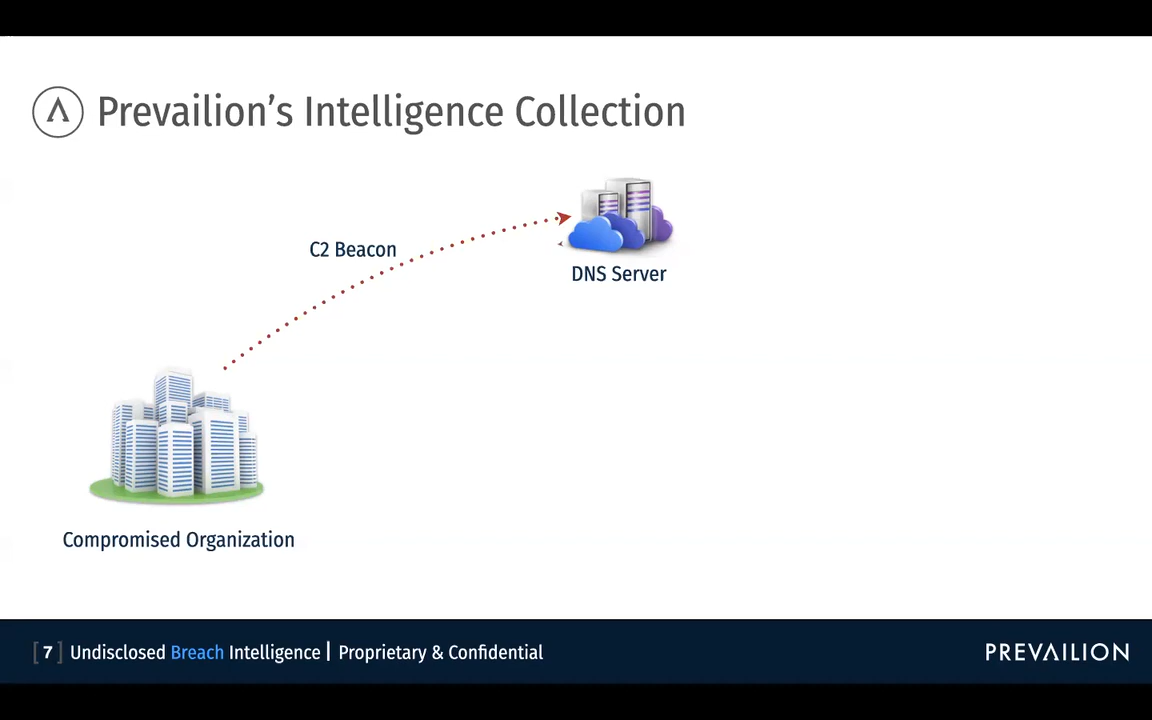 Prevailion’s Intelligence Collection
C2 Beacon
DNS Server
Compromised Organization
[ 7 ] Undisclosed Breach Intelligence | Proprietary & Confidential
PREVAILION